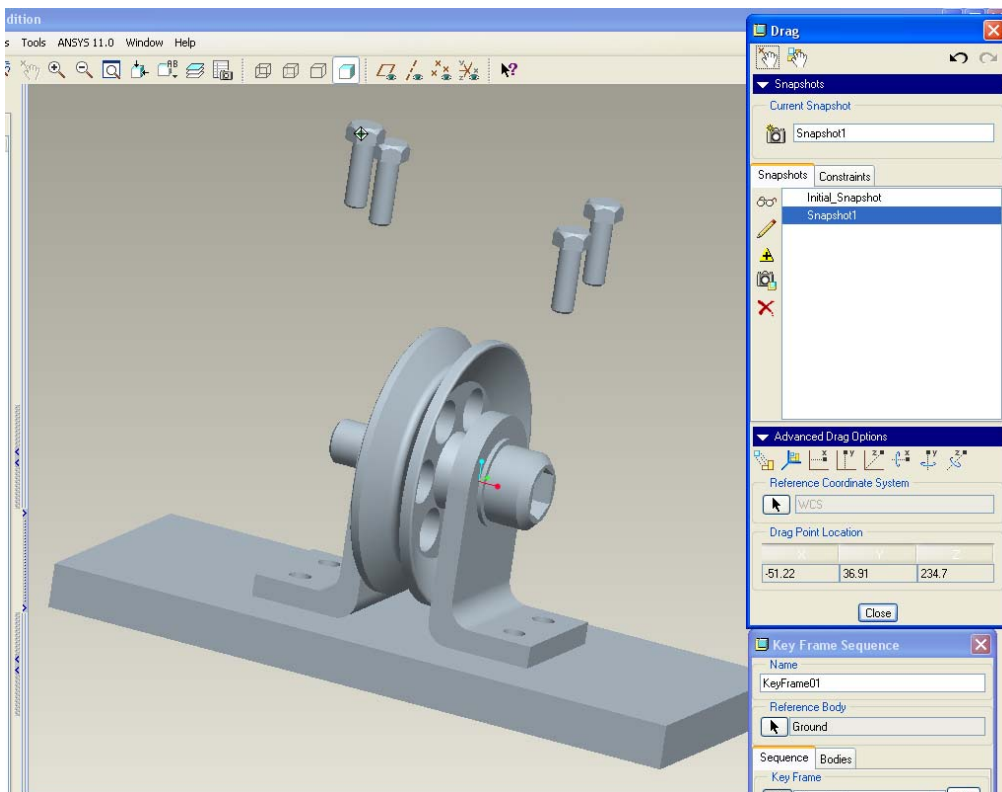 dition
s Tools ANSYS 11.0 Window Help
Drag
Snapshots
Current Snapshot
Snapshot1
Snapshots Constraints
Initial_Snapshot
Snapshot1
Advanced Drag Options
Reference Coordinate System
WCS
Drag Point Location
X Y Z
-51.22 36.91 234.7
Close
Key Frame Sequence
Name
KeyFrame01
Reference Body
Ground
Sequence Bodies
Key Frame